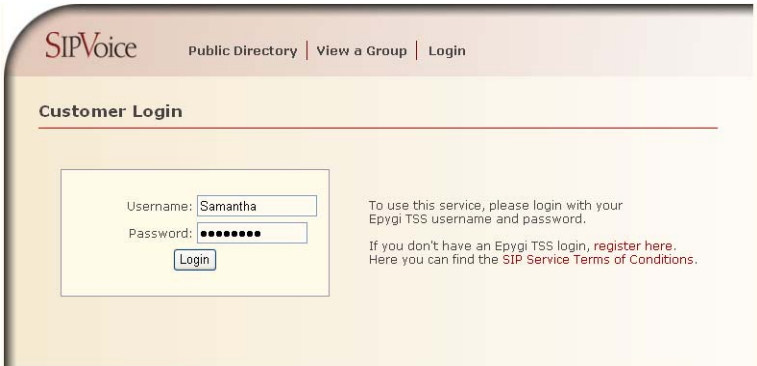 SIPVoice
Public Directory | View a Group | Login
Customer Login
Username: Samantha
Password: ●●●●●●●●
Login
To use this service, please login with your
Epygi TSS username and password.
If you don't have an Epygi TSS login, register here.
Here you can find the SIP Service Terms of Conditions.